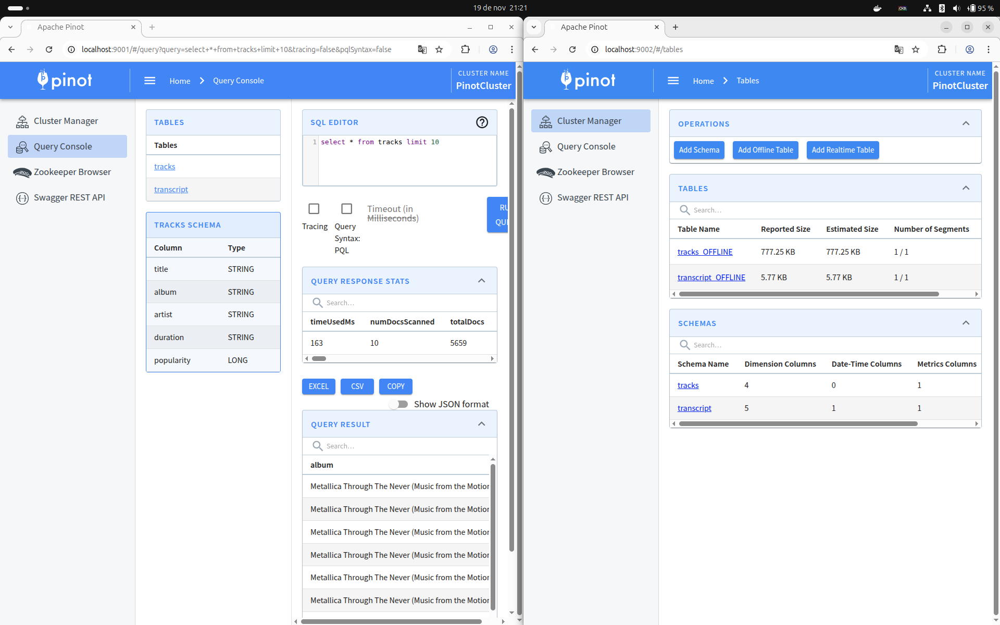 19 de nov 21:21
CKB
95 %
Apache Pinot
localhost:9001/#/query?query=select+*+from+tracks+limit+10&tracing=false&pqlSyntax=false
pinot
Home
Query Console
CLUSTER NAME
PinotCluster
Cluster Manager
Query Console
Zookeeper Browser
Swagger REST API
TABLES
Tables
tracks
transcript
TRACKS SCHEMA
Column Type
title STRING
album STRING
artist STRING
duration STRING
popularity LONG
SQL EDITOR
1 select * from tracks limit 10
Tracing
Query
Syntax:
PQL
Timeout (in
Milliseconds)
RU
QUE
QUERY RESPONSE STATS
Search…
timeUsedMs numDocsScanned totalDocs
163 10 5659
EXCEL CSV COPY
Show JSON format
QUERY RESULT
Search…
album
Metallica Through The Never (Music from the Motion
Metallica Through The Never (Music from the Motion
Metallica Through The Never (Music from the Motion
Metallica Through The Never (Music from the Motion
Metallica Through The Never (Music from the Motion
Metallica Through The Never (Music from the Motion
Apache Pinot
localhost:9002/#/tables
pinot
Home
Tables
CLUSTER NAME
PinotCluster
Cluster Manager
Query Console
Zookeeper Browser
Swagger REST API
OPERATIONS
Add Schema Add Offline Table Add Realtime Table
TABLES
Search…
Table Name Reported Size Estimated Size Number of Segments
tracks_OFFLINE 777.25 KB 777.25 KB 1 / 1
transcript_OFFLINE 5.77 KB 5.77 KB 1 / 1
SCHEMAS
Search…
Schema Name Dimension Columns Date-Time Columns Metrics Columns
tracks 4 0 1
transcript 5 1 1